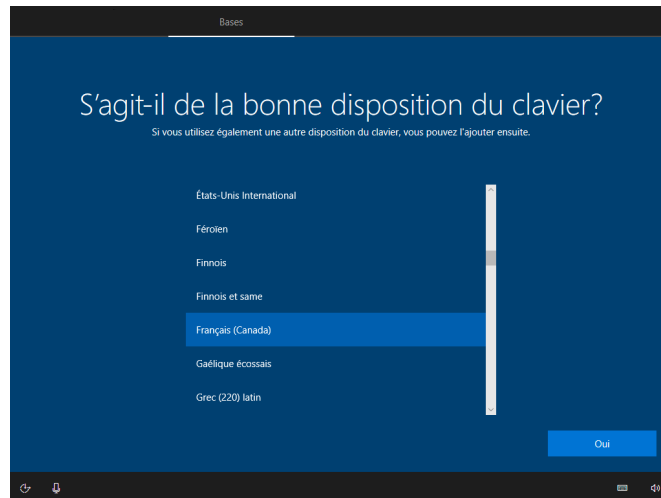 Bases
S'agit-il de la bonne disposition du clavier?
Si vous utilisez également une autre disposition du clavier, vous pouvez l'ajouter ensuite.
États-Unis International
Féroïen
Finnois
Finnois et same
Français (Canada)
Gaélique écossais
Grec (220) latin
Oui